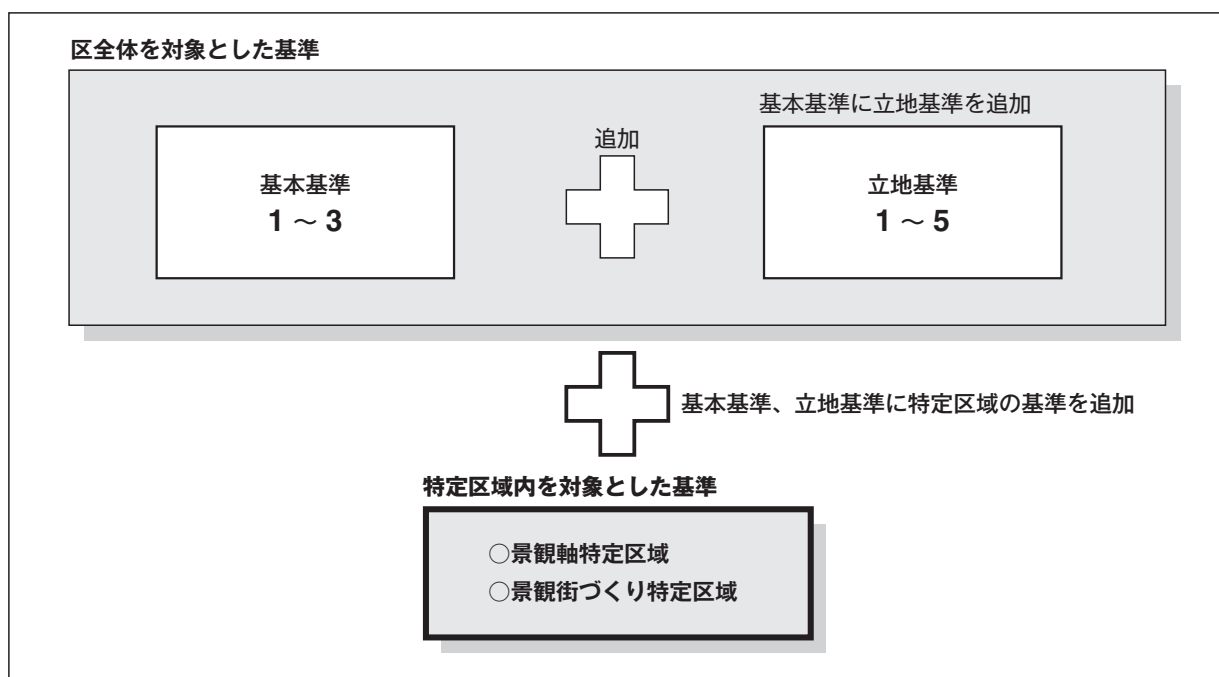 区全体を対象とした基準
基本基準に立地基準を追加
追加
基本基準
1 ～ 3
立地基準
1 ～ 5
基本基準、立地基準に特定区域の基準を追加
特定区域内を対象とした基準
○景観軸特定区域
○景観街づくり特定区域